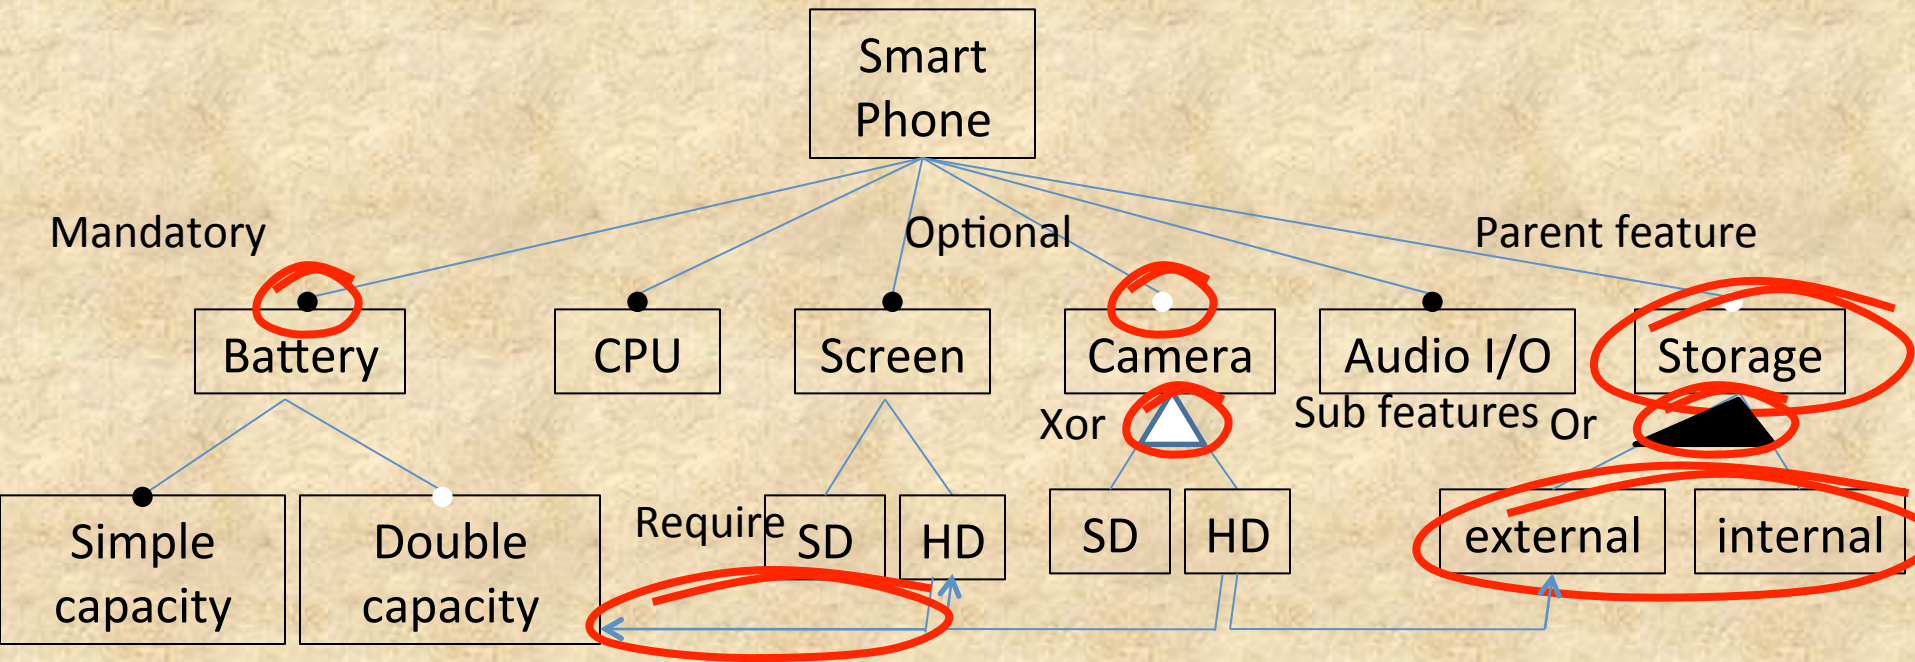 Smart
Phone
Mandatory
Optional
Parent feature
Battery
CPU
Screen
Camera
Audio I/O
Storage
Xor
Sub features
Or
Simple
capacity
Double
capacity
Require
SD
HD
SD
HD
external
internal